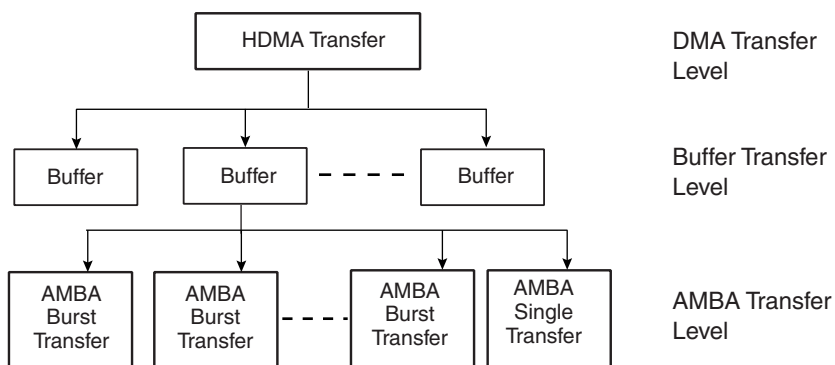 HDMA Transfer
DMA Transfer
Level
Buffer
Buffer
Buffer
Buffer Transfer
Level
AMBA
Burst
Transfer
AMBA
Burst
Transfer
AMBA
Burst
Transfer
AMBA
Single
Transfer
AMBA Transfer
Level